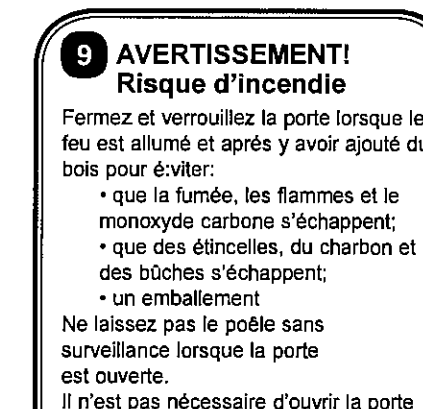 9 AVERTISSEMENT!
Risque d'incendie
Fermez et verrouillez la porte lorsque le
feu est allumé et aprés y avoir ajouté du
bois pour é:viter:
• que la fumée, les flammes et le
monoxyde carbone s'échappent;
• que des étincelles, du charbon et
des bûches s'échappent;
• un emballement
Ne laissez pas le poêle sans
surveillance lorsque la porte
est ouverte.
Il n'est pas nécessaire d'ouvrir la porte